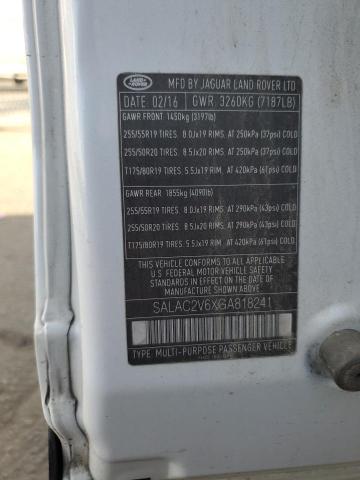 LAND
ROVER
MFD BY JAGUAR LAND ROVER LTD
DATE 02/16 GWR 3260KG (7187LB)
GAWR FRONT 1450kg (3197lb)
255/55R19 TIRES. 8.0Jx19 RIMS. AT 250kPa (37psi) COLD
255/50R20 TIRES. 8.5Jx20 RIMS. AT 250kPa (37psi) COLD
T175/80R19 TIRES. 5.5Jx19 RIM. AT 420kPa (61psi) COLD
GAWR REAR 1855kg (4090lb)
255/55R19 TIRES. 8.0Jx19 RIMS. AT 290kPa (43psi) COLD
255/50R20 TIRES. 8.5Jx20 RIMS. AT 290kPa (43psi) COLD
T175/80R19 TIRES. 5.5Jx19 RIM. AT 420kPa (61psi) COLD
THIS VEHICLE CONFORMS TO ALL APPLICABLE
U.S FEDERAL MOTOR VEHICLE SAFETY
STANDARDS IN EFFECT ON THE DATE OF
MANUFACTURE SHOWN ABOVE.
SALAC2V6XGA818241
TYPE: MULTI-PURPOSE PASSENGER VEHICLE